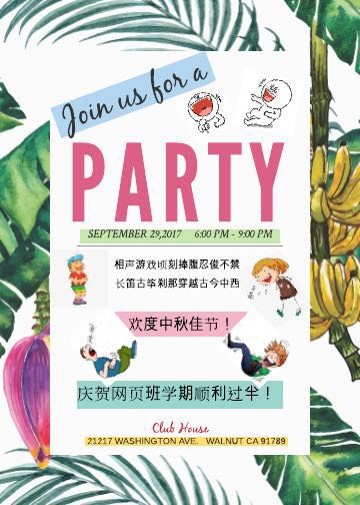 Join us for a
PARTY
SEPTEMBER 29,2017 6:00 PM - 9:00 PM
相声游戏顷刻捧腹忍俊不禁
长笛古筝刹那穿越古今中西
欢度中秋佳节！
庆贺网页班学期顺利过半！
Club House
21217 WASHINGTON AVE, WALNUT CA 91789